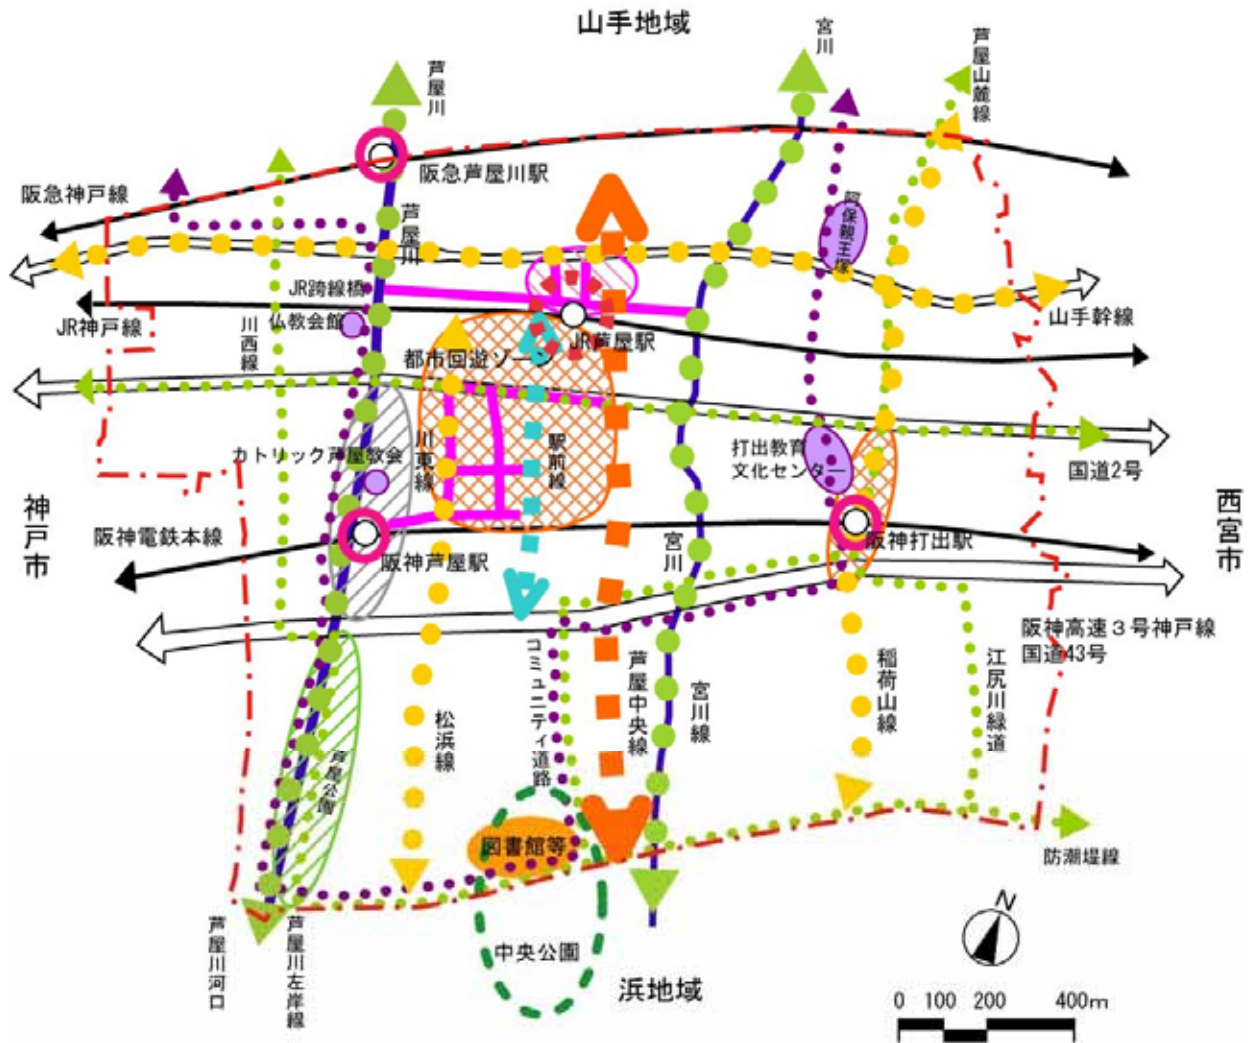 山手地域
芦屋川
宮川
芦屋山麓線
阪急芦屋川駅
阪急神戸線
芦屋川
阿保親王塚
JR跨線橋
山手幹線
JR神戸線
仏教会館
川西線
JR芦屋駅
都市回遊ゾーン
川東線
駅前線
打出教育
文化センター
カトリック芦屋教会
国道2号
神戸市
西宮市
阪神電鉄本線
阪神芦屋駅
宮川
阪神打出駅
阪神高速３号神戸線
国道43号
コミュニティ道路
芦屋中央線
宮川線
稲荷山線
江尻川緑道
松浜線
芦屋公園
図書館等
防潮堤線
芦屋川河口
芦屋川左岸線
中央公園
浜地域
N
0 100 200 400m